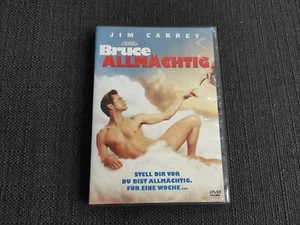 JIM CARREY
Bruce
ALLMÄCHTIG
STELL DIR VOR
DU BIST ALLMÄCHTIG.
FÜR EINE WOCHE ...
DVD